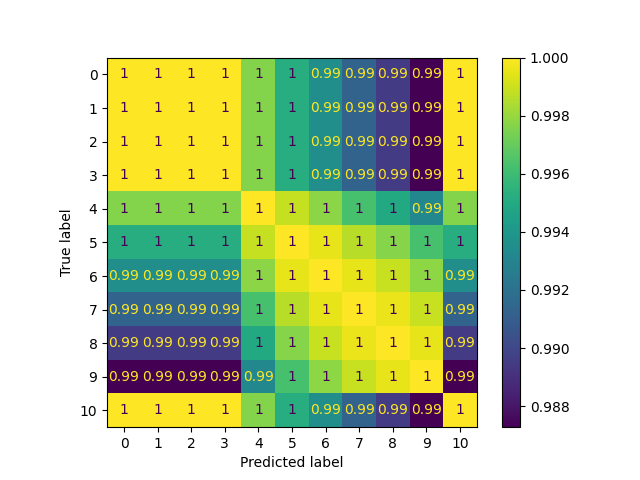 0 1 1 1 1 1 1 0.99 0.99 0.99 0.99 1
1 1 1 1 1 1 1 0.99 0.99 0.99 0.99 1
2 1 1 1 1 1 1 0.99 0.99 0.99 0.99 1
3 1 1 1 1 1 1 0.99 0.99 0.99 0.99 1
4 1 1 1 1 1 1 1 1 1 0.99 1
5 1 1 1 1 1 1 1 1 1 1 1
6 0.99 0.99 0.99 0.99 1 1 1 1 1 1 0.99
7 0.99 0.99 0.99 0.99 1 1 1 1 1 1 0.99
8 0.99 0.99 0.99 0.99 1 1 1 1 1 1 0.99
9 0.99 0.99 0.99 0.99 0.99 1 1 1 1 1 0.99
10 1 1 1 1 1 1 0.99 0.99 0.99 0.99 1
0 1 2 3 4 5 6 7 8 9 10
Predicted label
True label
1.000
0.998
0.996
0.994
0.992
0.990
0.988